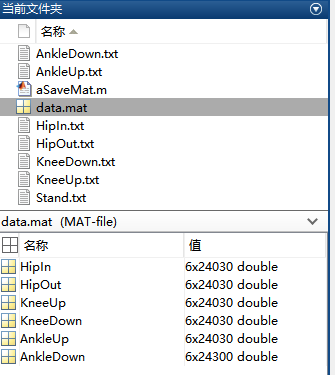 当前文件夹
名称
AnkleDown.txt
AnkleUp.txt
aSaveMat.m
data.mat
HipIn.txt
HipOut.txt
KneeDown.txt
KneeUp.txt
Stand.txt
data.mat (MAT-file)
名称 值
HipIn 6x24030 double
HipOut 6x24030 double
KneeUp 6x24030 double
KneeDown 6x24030 double
AnkleUp 6x24030 double
AnkleDown 6x24300 double